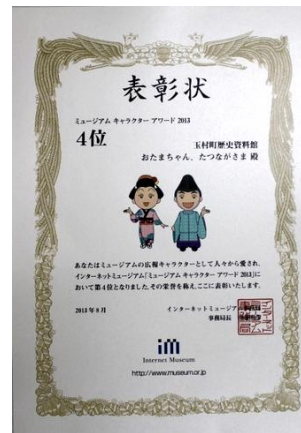 表彰状
ミュージアム キャラクター アワード 2013
4位
玉村町歴史資料館
おたまちゃん、たつながさま 殿
あなたはミュージアムの広報キャラクターとして人々から愛され、
インターネットミュージアム「ミュージアム キャラクター アワード 2013」に
おいて第4位となりました。その栄誉を称え、ここに表彰いたします。
2013年8月
インターネットミュージアム
事務局長
im
Internet Museum
http://www.museum.or.jp